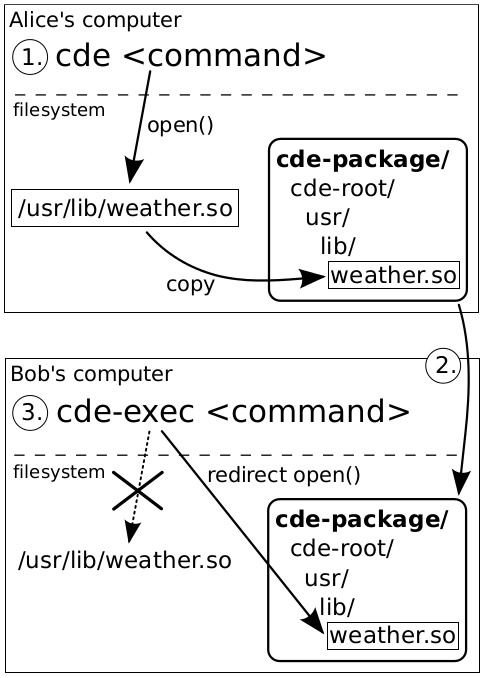 Alice's computer
1. cde <command>
filesystem
open()
cde-package/
cde-root/
usr/
/usr/lib/weather.so
lib/
weather.so
copy
2.
Bob's computer
3. cde-exec <command>
filesystem
redirect open()
cde-package/
cde-root/
/usr/lib/weather.so
usr/
lib/
weather.so